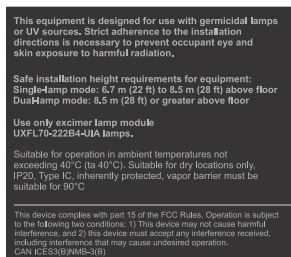 This equipment is designed for use with germicidal lamps
or UV sources. Strict adherence to the installation
directions is necessary to prevent occupant eye and
skin exposure to harmful radiation.
Safe installation height requirements for equipment:
Single-lamp mode: 6.7 m (22 ft) to 8.5 m (28 ft) above floor
Dual-lamp mode: 8.5 m (28 ft) or greater above floor
Use only excimer lamp module
UXFL70-222B4-UIA lamps.
Suitable for operation in ambient temperatures not
exceeding 40°C (ta 40°C). Suitable for dry locations only,
IP20, Type IC, inherently protected, vapor barrier must be
suitable for 90°C
This device complies with part 15 of the FCC Rules. Operation is subject
to the following two conditions: 1) This device may not cause harmful
interference, and 2) this device must accept any interference received,
including interference that may cause undesired operation.
CAN ICES3(B)NMB-3(B)